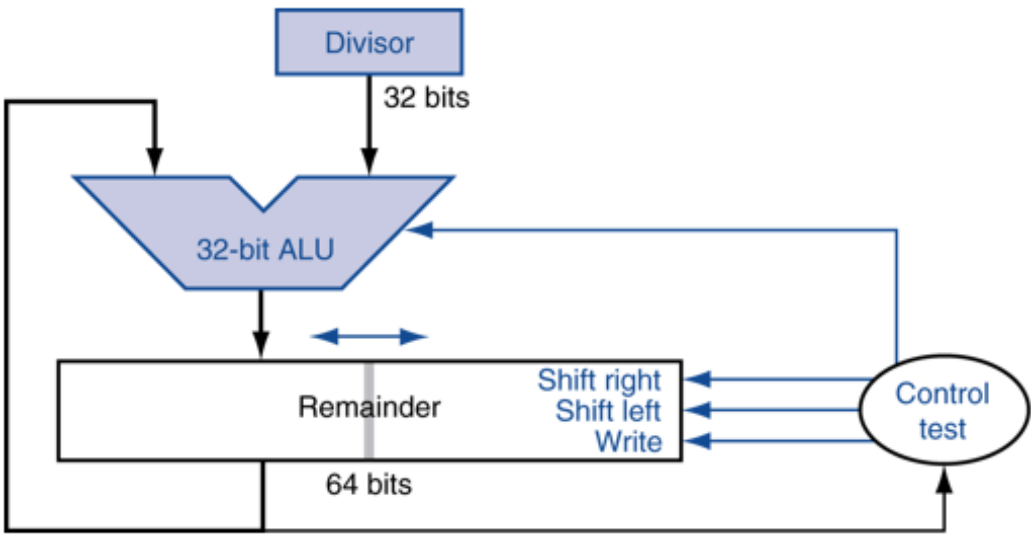 Divisor
32 bits
32-bit ALU
Remainder
Shift right
Shift left
Write
Control
test
64 bits